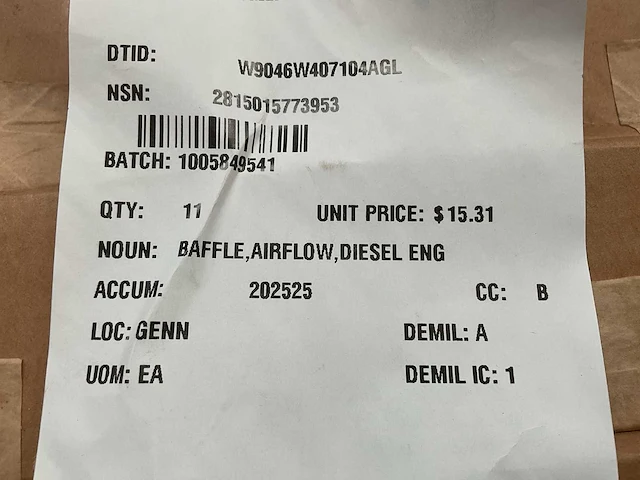 DTID: W9046W407104AGL
NSN: 2815015773953
BATCH: 1005849541
QTY: 11 UNIT PRICE: $15.31
NOUN: BAFFLE,AIRFLOW,DIESEL ENG
ACCUM: 202525 CC: B
LOC: GENN DEMIL: A
UOM: EA DEMIL IC: 1